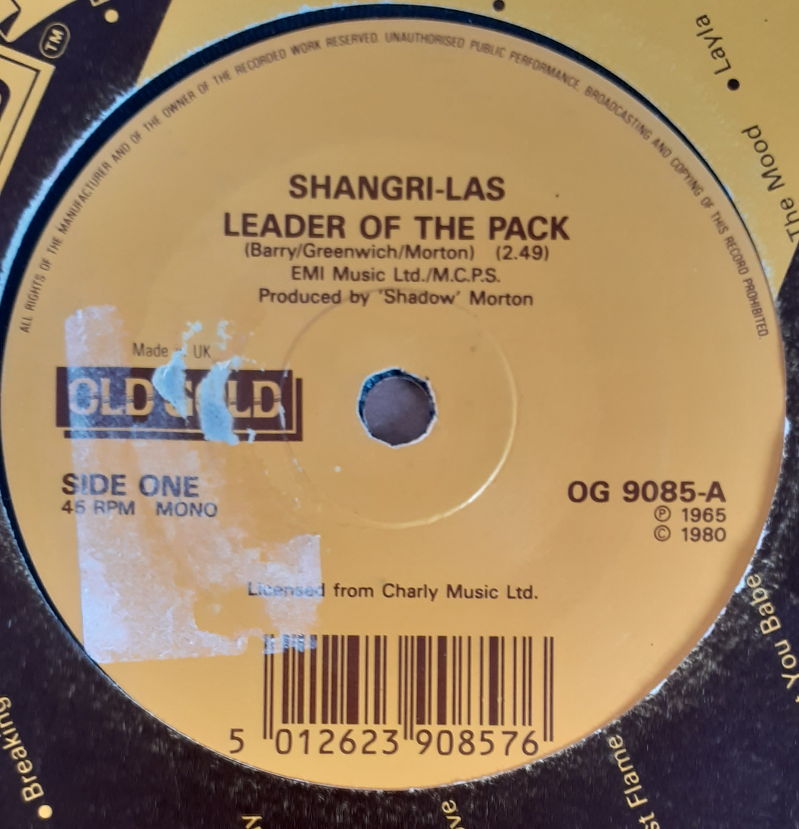 ALL RIGHTS OF THE MANUFACTURER AND OF THE OWNER OF THE RECORDED WORK RESERVED. UNAUTHORISED PUBLIC PERFORMANCE, BROADCASTING AND COPYING OF THIS RECORD PROHIBITED.
SHANGRI-LAS
LEADER OF THE PACK
(Barry/Greenwich/Morton) (2.49)
EMI Music Ltd./M.C.P.S.
Produced by 'Shadow' Morton
Made UK
OLD GOLD
SIDE ONE
45 RPM MONO
OG 9085-A
Ⓟ 1965
© 1980
Licensed from Charly Music Ltd.
5 012623 908576
TM
• Layla
The Mood
You Babe
Flame
• Breaking